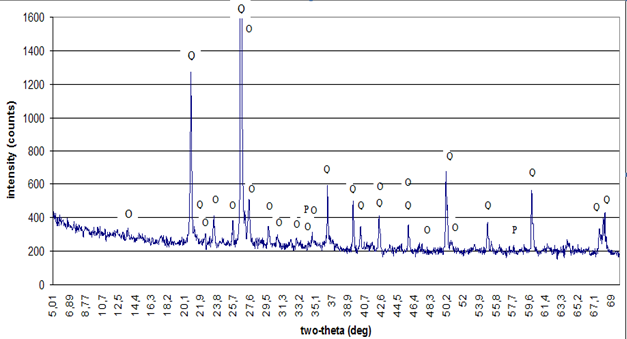 Q
1600
O
1400
Q
1200
1000
800
Q
Q Q
O O
O Q
600
O Q
Q O Q Q Q Q Q
O P O
400
O O O O O O P
200
0
5,01 6,89 8,77 10,7 12,5 14,4 16,3 18,2 20,1 21,9 23,8 25,7 27,6 29,5 31,3 33,2 35,1 37 38,9 40,7 42,6 44,5 46,4 48,3 50,2 52 53,9 55,8 57,7 59,6 61,4 63,3 65,2 67,1 69
intensity (counts)
two-theta (deg)